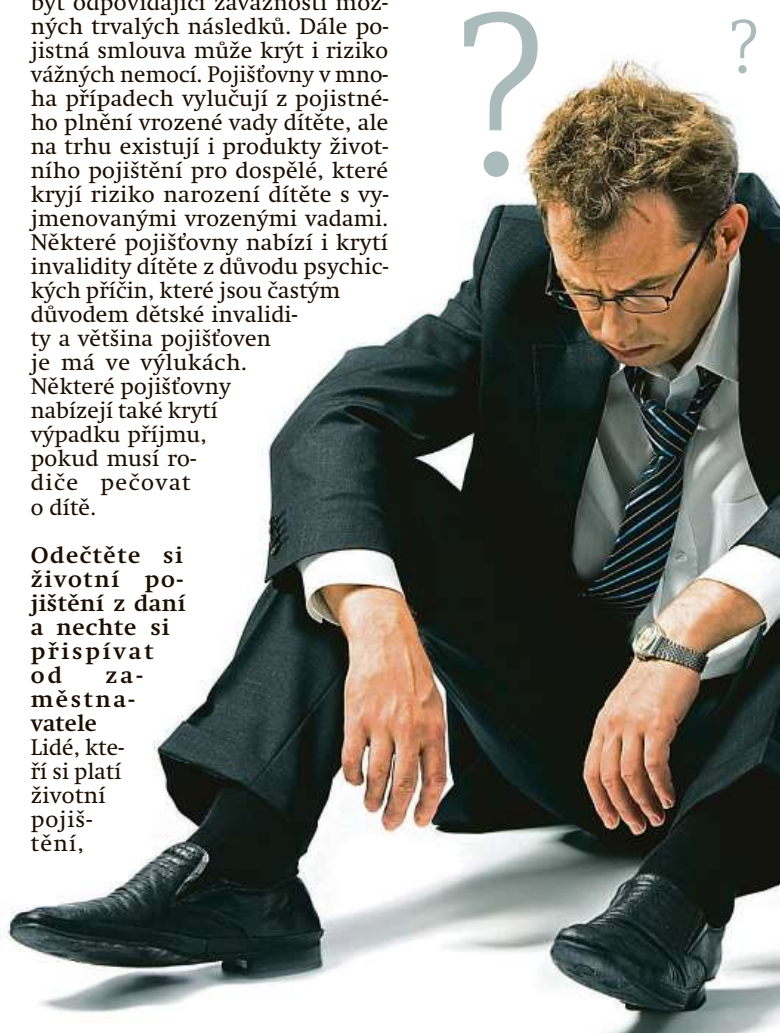 být odpovídající závažnosti mož-
ných trvalých následků. Dále po-
jistná smlouva může krýt i riziko
vážných nemocí. Pojišťovny v mno-
ha případech vylučují z pojistné-
ho plnění vrozené vady dítěte, ale
na trhu existují i produkty život-
ního pojištění pro dospělé, které
kryjí riziko narození dítěte s vy-
jmenovanými vrozenými vadami.
Některé pojišťovny nabízí i krytí
invalidity dítěte z důvodu psychic-
kých příčin, které jsou častým
důvodem dětské invalidi-
ty a většina pojišťoven
je má ve výlukách.
Některé pojišťovny
nabízejí také krytí
výpadku příjmu,
pokud musí ro-
diče pečovat
o dítě.
Odečtěte si
životní po-
jištění z daní
a nechte si
přispívat
od za-
městna-
vatele
Lidé, kte-
ří si platí
životní
pojiš-
tění,
?
?